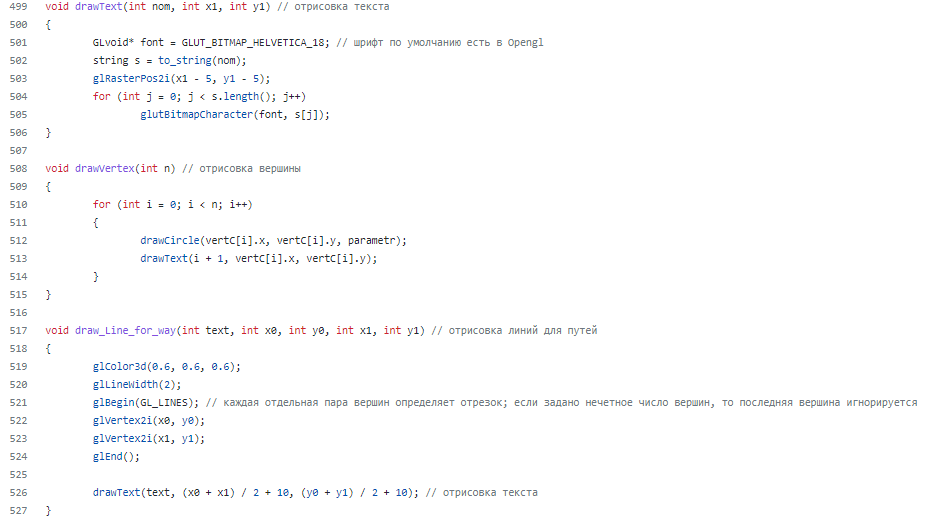 499 void drawText(int nom, int x1, int y1) // отрисовка текста
500 {
501 GLvoid* font = GLUT_BITMAP_HELVETICA_18; // шрифт по умолчанию есть в Opengl
502 string s = to_string(nom);
503 glRasterPos2i(x1 - 5, y1 - 5);
504 for (int j = 0; j < s.length(); j++)
505 glutBitmapCharacter(font, s[j]);
506 }
507
508 void drawVertex(int n) // отрисовка вершины
509 {
510 for (int i = 0; i < n; i++)
511 {
512 drawCircle(vertC[i].x, vertC[i].y, parametr);
513 drawText(i + 1, vertC[i].x, vertC[i].y);
514 }
515 }
516
517 void draw_Line_for_way(int text, int x0, int y0, int x1, int y1) // отрисовка линий для путей
518 {
519 glColor3d(0.6, 0.6, 0.6);
520 glLineWidth(2);
521 glBegin(GL_LINES); // каждая отдельная пара вершин определяет отрезок; если задано нечетное число вершин, то последняя вершина игнорируется
522 glVertex2i(x0, y0);
523 glVertex2i(x1, y1);
524 glEnd();
525
526 drawText(text, (x0 + x1) / 2 + 10, (y0 + y1) / 2 + 10); // отрисовка текста
527 }